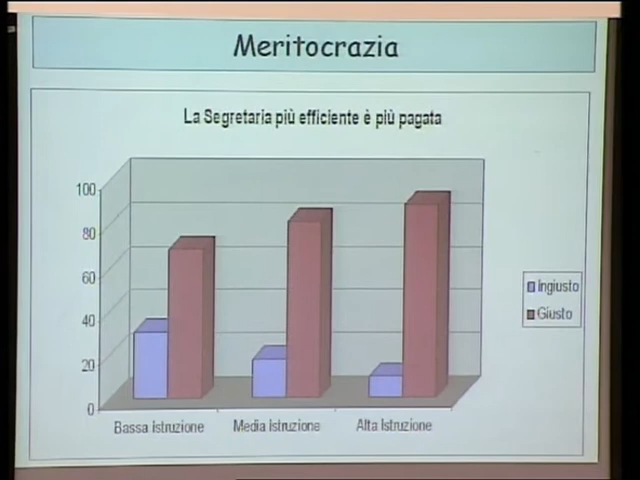 Meritocrazia
La Segretaria più efficiente è più pagata
100
80
60
40
20
0
Bassa Istruzione
Media Istruzione
Alta Istruzione
Ingiusto
Giusto